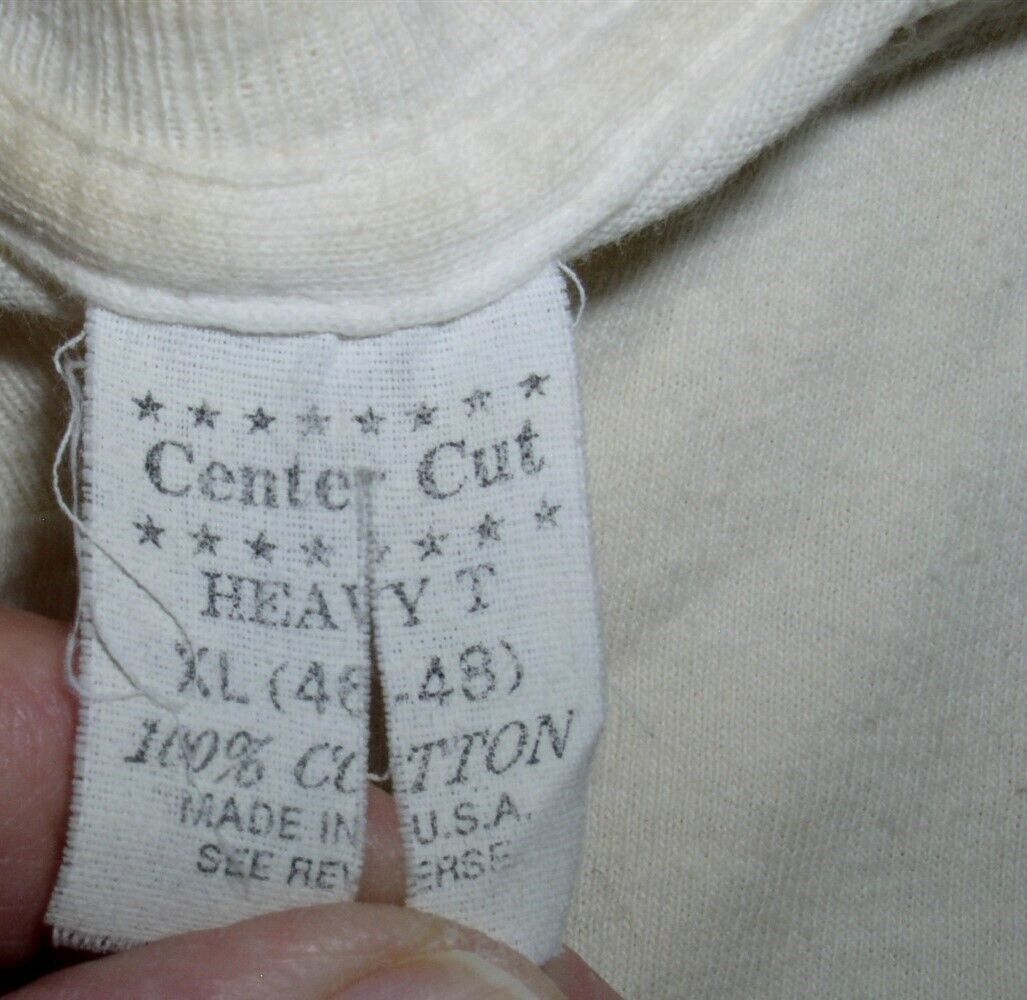 ★ ★ ★ ★ ★ ★ ★ ★
Center Cut
★ ★ ★ ★ ★ ★ ★ ★
HEAVY T
XL (46-48)
100% COTTON
MADE IN U.S.A.
SEE REVERSE